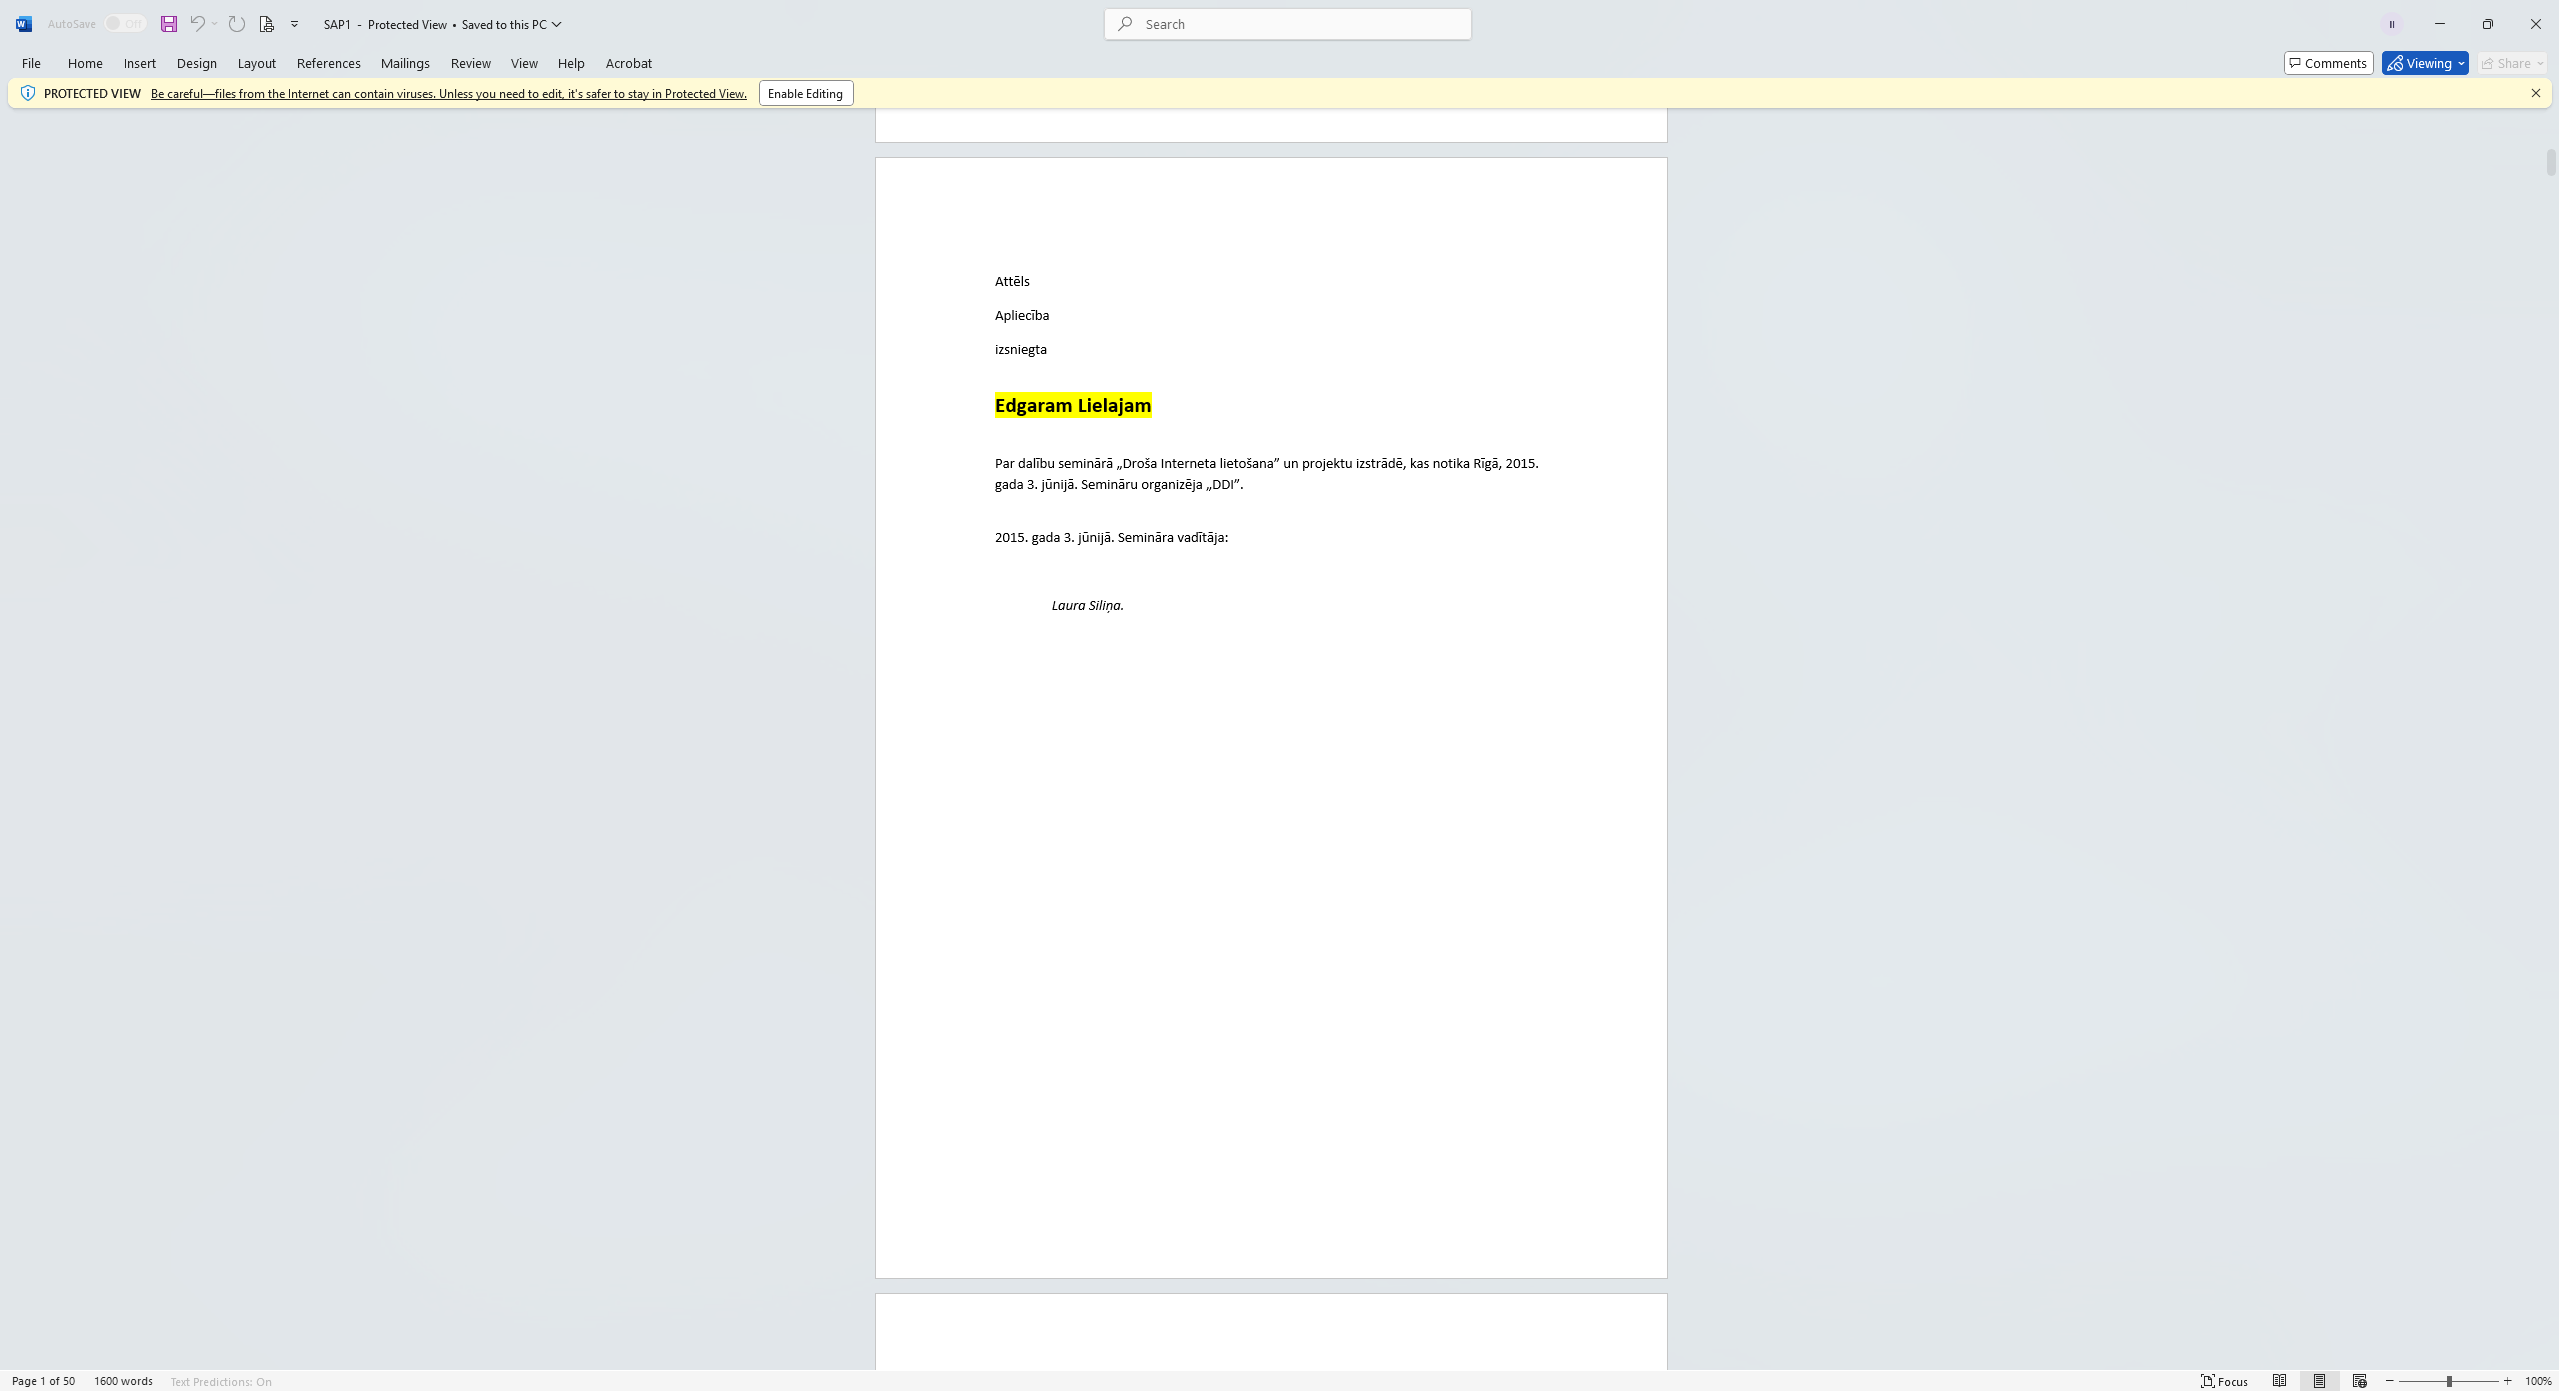 AutoSave Off SAP1 - Protected View • Saved to this PC Search II
File Home Insert Design Layout References Mailings Review View Help Acrobat Comments Viewing Share
PROTECTED VIEW Be careful—files from the Internet can contain viruses. Unless you need to edit, it's safer to stay in Protected View. Enable Editing
Attēls
Apliecība
izsniegta
Edgaram Lielajam
Par dalību seminārā „Droša Interneta lietošana” un projektu izstrādē, kas notika Rīgā, 2015.
gada 3. jūnijā. Semināru organizēja „DDI”.
2015. gada 3. jūnijā. Semināra vadītāja:
Laura Siliņa.
Page 1 of 50 1600 words Text Predictions: On Focus 100%